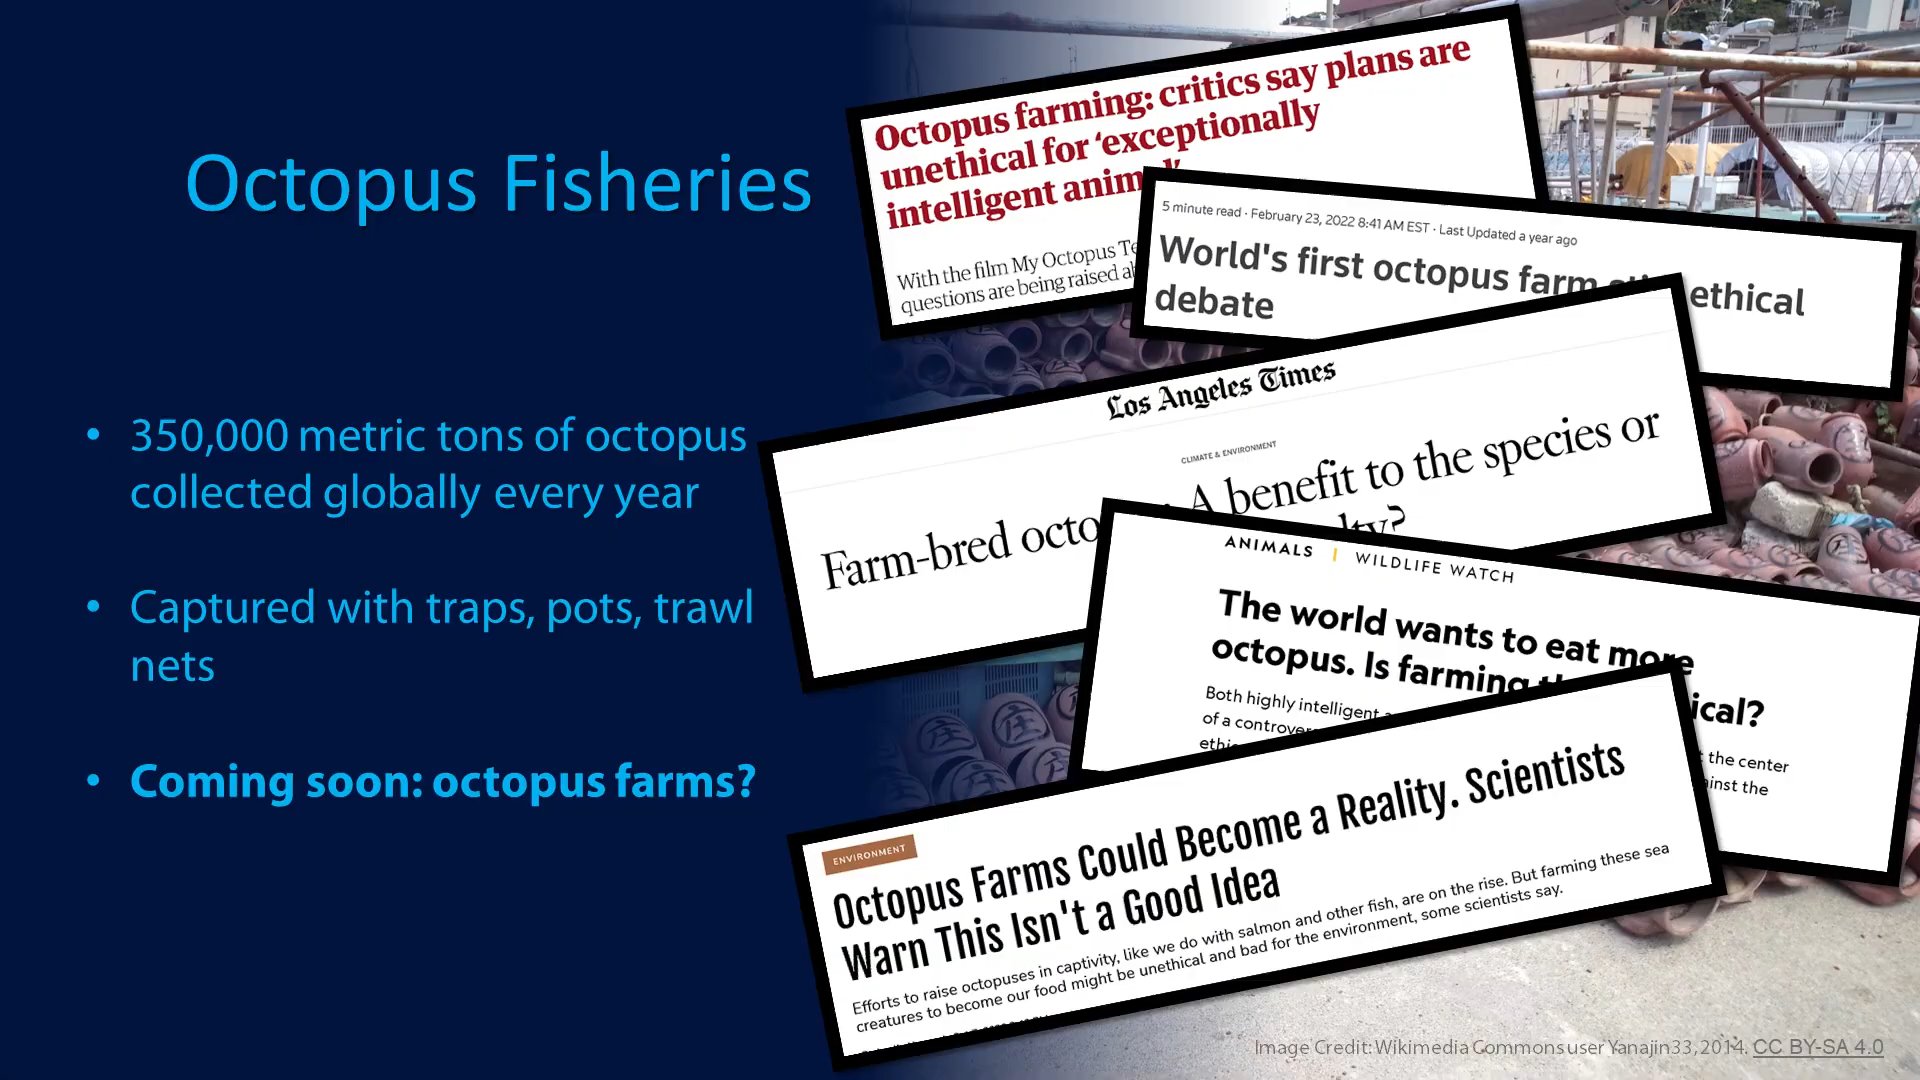 Octopus Fisheries
• 350,000 metric tons of octopus
collected globally every year
• Captured with traps, pots, trawl
nets
• Coming soon: octopus farms?
Octopus farming: critics say plans are
unethical for ‘exceptionally
intelligent
With the film My Octopus
questions are being raised
5 minute read · February 23, 2022 8:41 AM EST · Last Updated a year ago
World's first octopus farm ethical
debate
Los Angeles Times
CLIMATE & ENVIRONMENT
Farm-bred A benefit to the species or
ANIMALS | WILDLIFE WATCH
The world wants to eat more
octopus. Is farming
Both highly intelligent
of a
the center
the
ENVIRONMENT
Octopus Farms Could Become a Reality. Scientists
Warn This Isn't a Good Idea
Efforts to raise octopuses in captivity, like we do with salmon and other fish, are on the rise. But farming these sea
creatures to become our food might be unethical and bad for the environment, some scientists say.
庄
庄
庄
Image Credit: Wikimedia Commons user Yanajin33, 2014. CC BY-SA 4.0